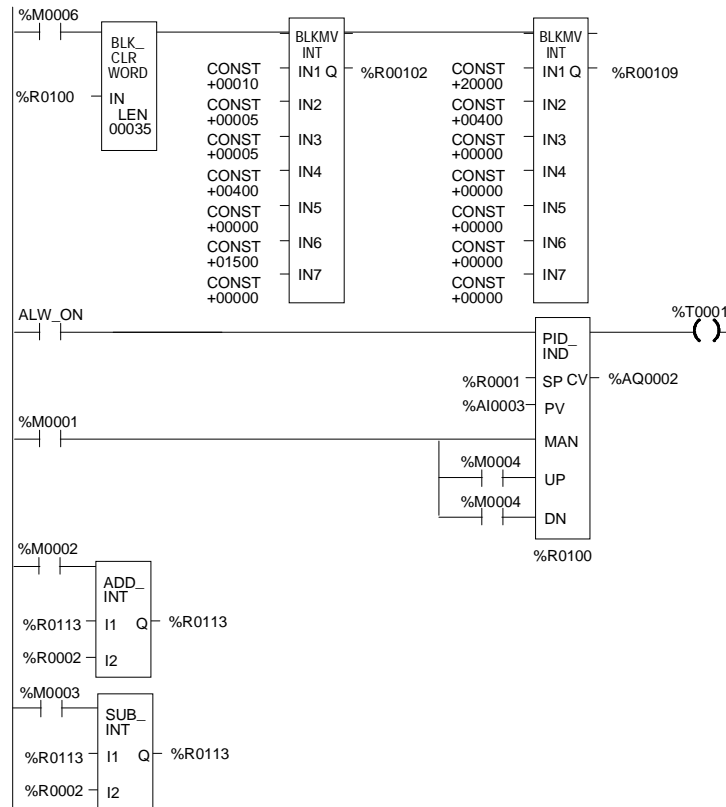 %M0006
BLK_
CLR
WORD
%R0100
IN
LEN
00035
BLKMV
INT
CONST
+00010
IN1 Q
%R00102
CONST
+00005
IN2
CONST
+00005
IN3
CONST
+00400
IN4
CONST
+00000
IN5
CONST
+01500
IN6
CONST
+00000
IN7
BLKMV
INT
CONST
+20000
IN1 Q
%R00109
CONST
+00400
IN2
CONST
+00000
IN3
CONST
+00000
IN4
CONST
+00000
IN5
CONST
+00000
IN6
CONST
+00000
IN7
ALW_ON
%T0001
PID_
IND
%R0001
SP CV
%AQ0002
%AI0003
PV
%M0001
MAN
%M0004
UP
%M0004
DN
%R0100
%M0002
ADD_
INT
%R0113
I1 Q
%R0113
%R0002
I2
%M0003
SUB_
INT
%R0113
I1 Q
%R0113
%R0002
I2